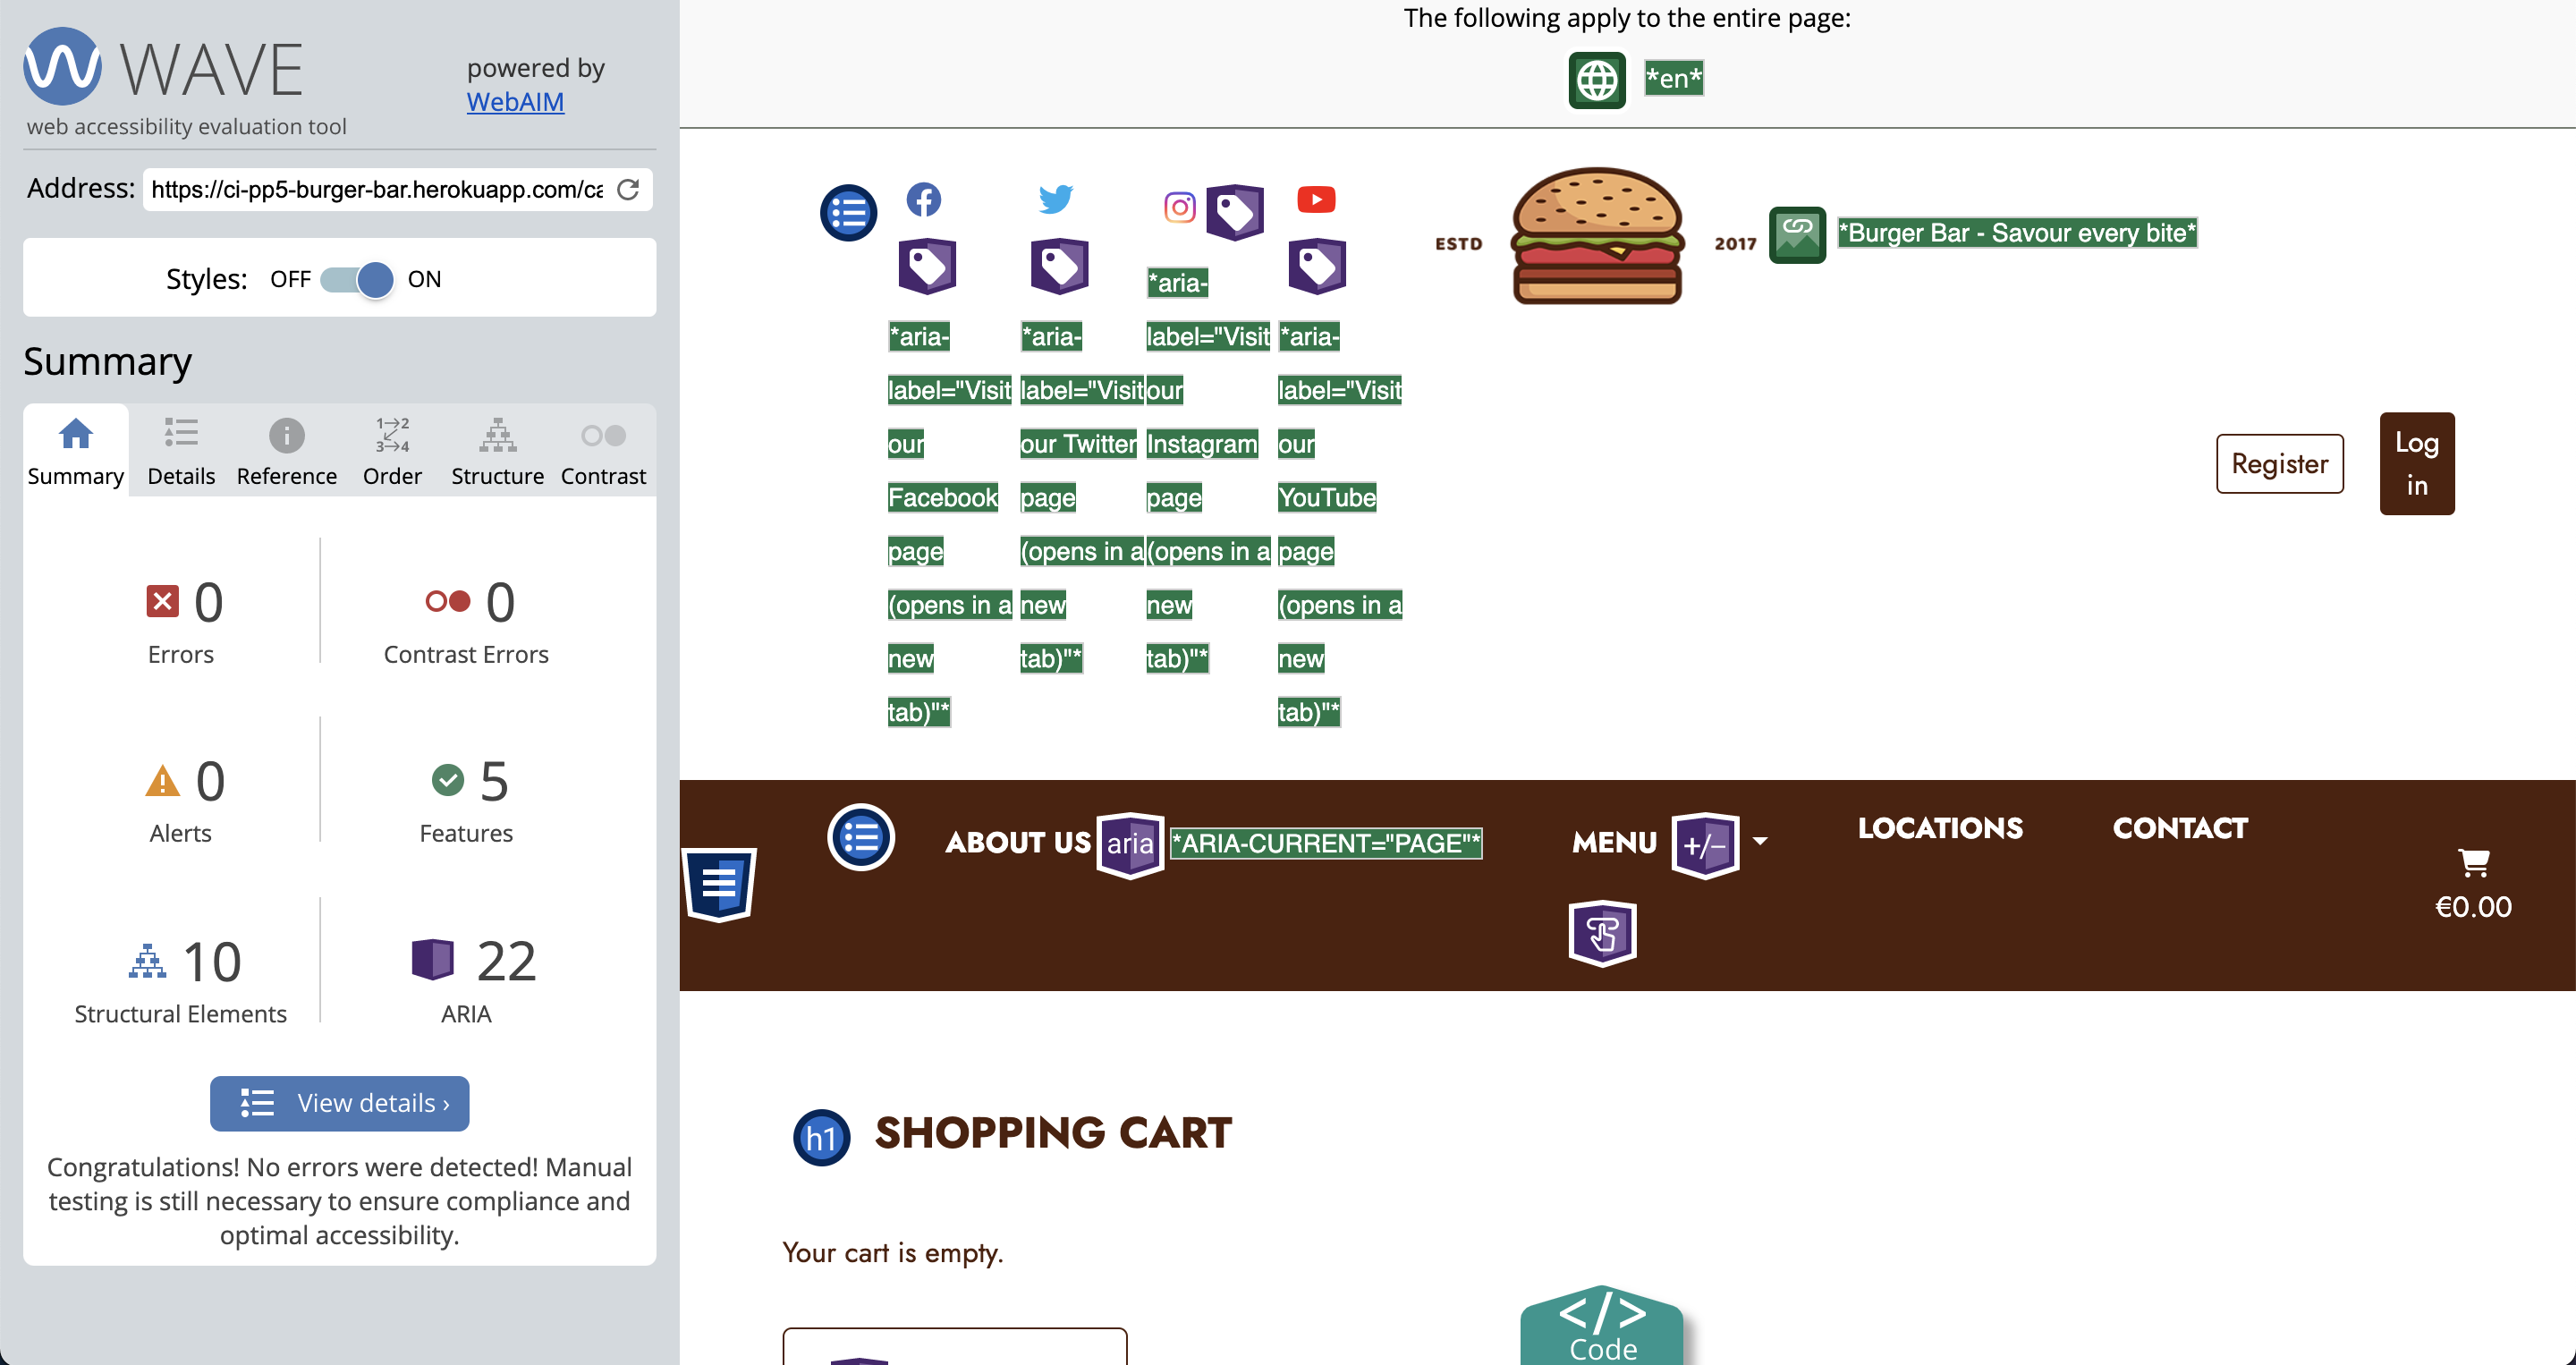 WAVE
powered by
WebAIM
web accessibility evaluation tool
Address: https://ci-pp5-burger-bar.herokuapp.com/ca
Styles: OFF ON
Summary
1→2
3→4
Summary Details Reference Order Structure Contrast
0 0
Errors Contrast Errors
0 5
Alerts Features
10 22
Structural Elements ARIA
View details ›
Congratulations! No errors were detected! Manual
testing is still necessary to ensure compliance and
optimal accessibility.
The following apply to the entire page:
*en*
*aria-
label="Visit
our
Facebook
page
(opens in a
new
tab)"*
*aria-
label="Visit
our Twitter
page
(opens in a
new
tab)"*
*aria-
label="Visit
our
Instagram
page
(opens in a
new
tab)"*
*aria-
label="Visit
our
YouTube
page
(opens in a
new
tab)"*
ESTD 2017
*Burger Bar - Savour every bite*
Register
Log
in
ABOUT US aria *ARIA-CURRENT="PAGE"* MENU +/− LOCATIONS CONTACT
€0.00
h1 SHOPPING CART
Your cart is empty.
</>
Code